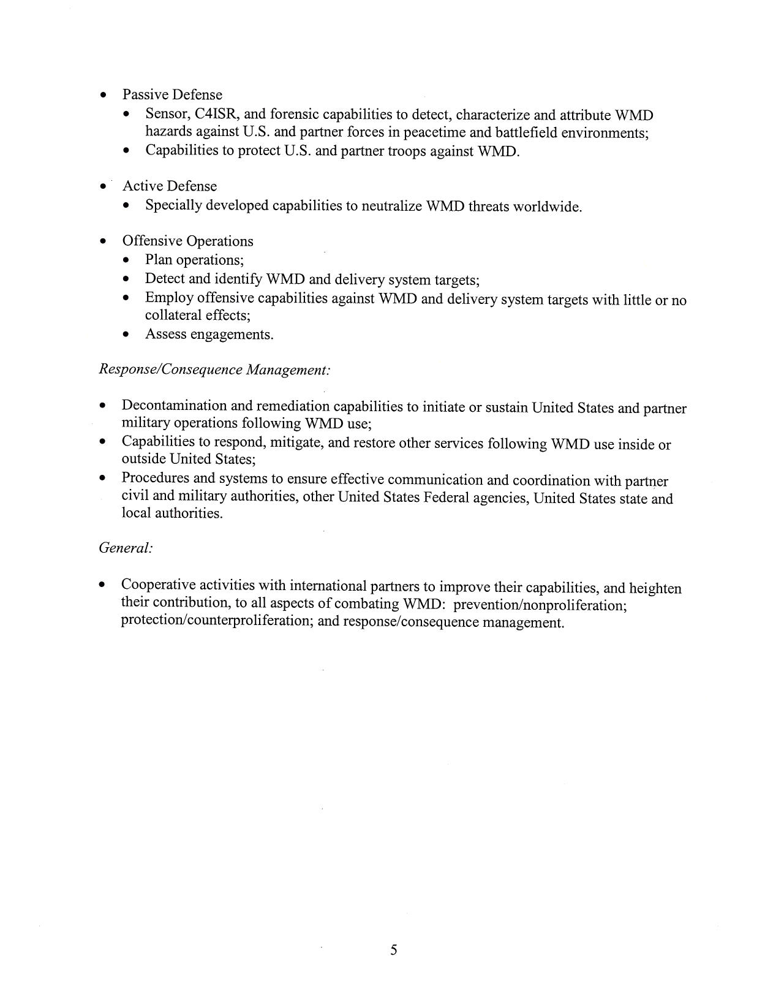 • Passive Defense
• Sensor, C4ISR, and forensic capabilities to detect, characterize and attribute WMD
hazards against U.S. and partner forces in peacetime and battlefield environments;
• Capabilities to protect U.S. and partner troops against WMD.
• Active Defense
• Specially developed capabilities to neutralize WMD threats worldwide.
• Offensive Operations
• Plan operations;
• Detect and identify WMD and delivery system targets;
• Employ offensive capabilities against WMD and delivery system targets with little or no
collateral effects;
• Assess engagements.
Response/Consequence Management:
• Decontamination and remediation capabilities to initiate or sustain United States and partner
military operations following WMD use;
• Capabilities to respond, mitigate, and restore other services following WMD use inside or
outside United States;
• Procedures and systems to ensure effective communication and coordination with partner
civil and military authorities, other United States Federal agencies, United States state and
local authorities.
General:
• Cooperative activities with international partners to improve their capabilities, and heighten
their contribution, to all aspects of combating WMD: prevention/nonproliferation;
protection/counterproliferation; and response/consequence management.
5